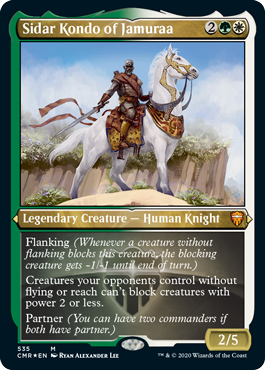 Sidar Kondo of Jamuraa 2
Legendary Creature — Human Knight
Flanking (Whenever a creature without
flanking blocks this creature, the blocking
creature gets -1/-1 until end of turn.)
Creatures your opponents control without
flying or reach can't block creatures with
power 2 or less.
Partner (You can have two commanders if
both have partner.)
2/5
535 M
CMR★EN Ryan Alexander Lee ™ & © 2020 Wizards of the Coast